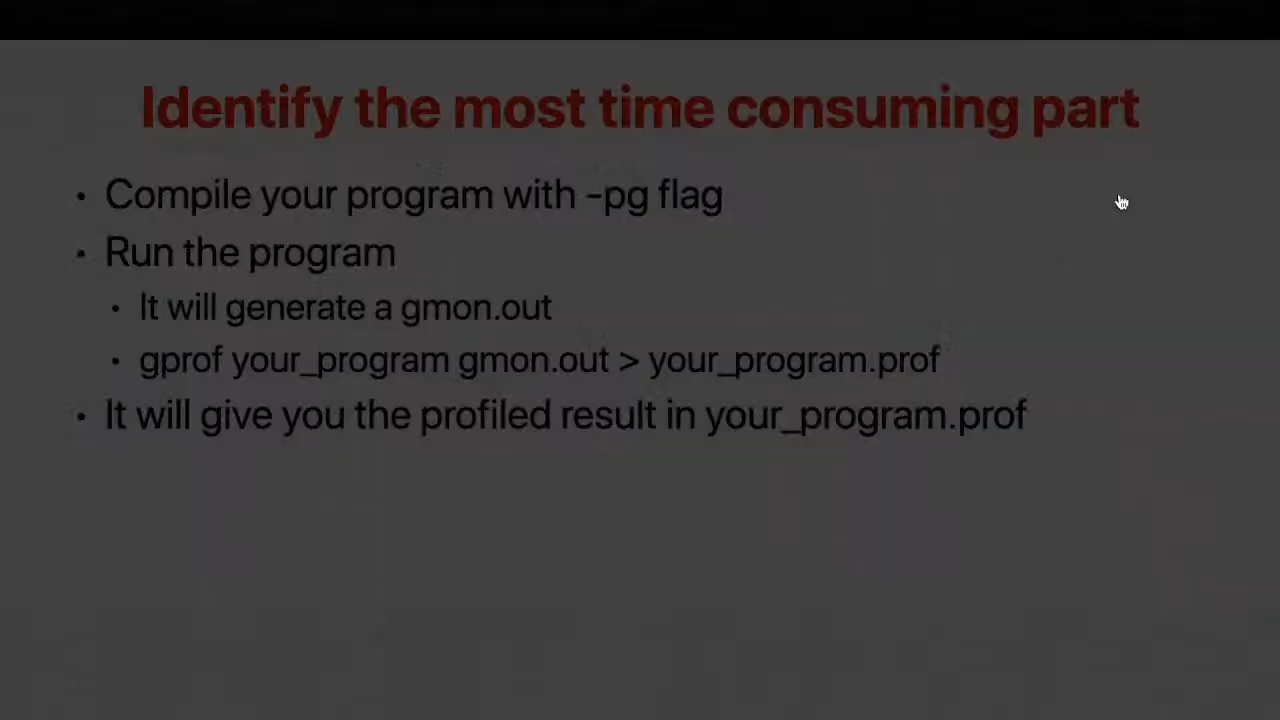 Identify the most time consuming part
• Compile your program with -pg flag
• Run the program
• It will generate a gmon.out
• gprof your_program gmon.out > your_program.prof
• It will give you the profiled result in your_program.prof